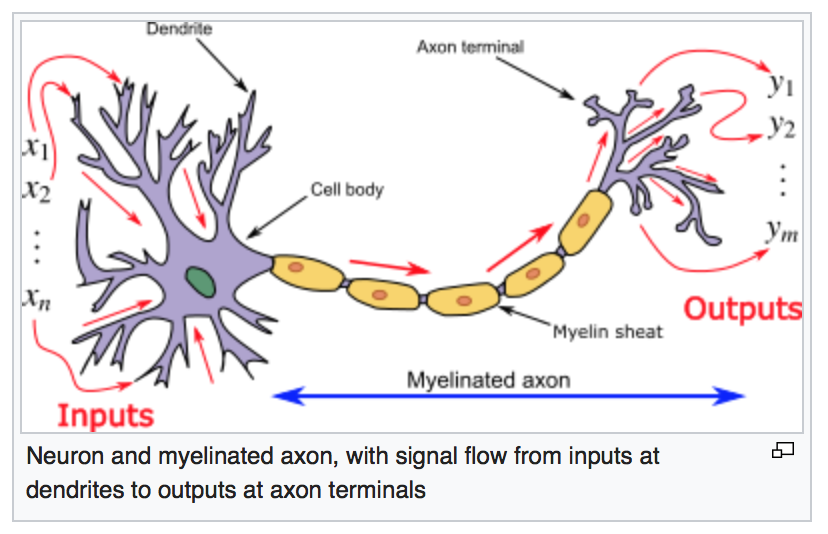 Dendrite
Axon terminal
x1
x2
⋮
xn
Cell body
y1
y2
⋮
ym
Outputs
Myelin sheat
Myelinated axon
Inputs
Neuron and myelinated axon, with signal flow from inputs at
dendrites to outputs at axon terminals